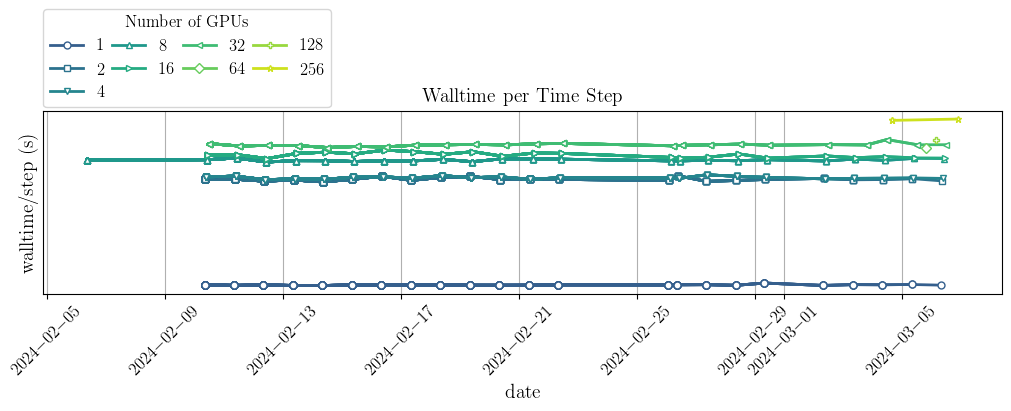 Number of GPUs
1 8 32 128
2 16 64 256
4
Walltime per Time Step
walltime/step (s)
2024−02−05 2024−02−09 2024−02−13 2024−02−17 2024−02−21 2024−02−25 2024−02−29 2024−03−01 2024−03−05
date